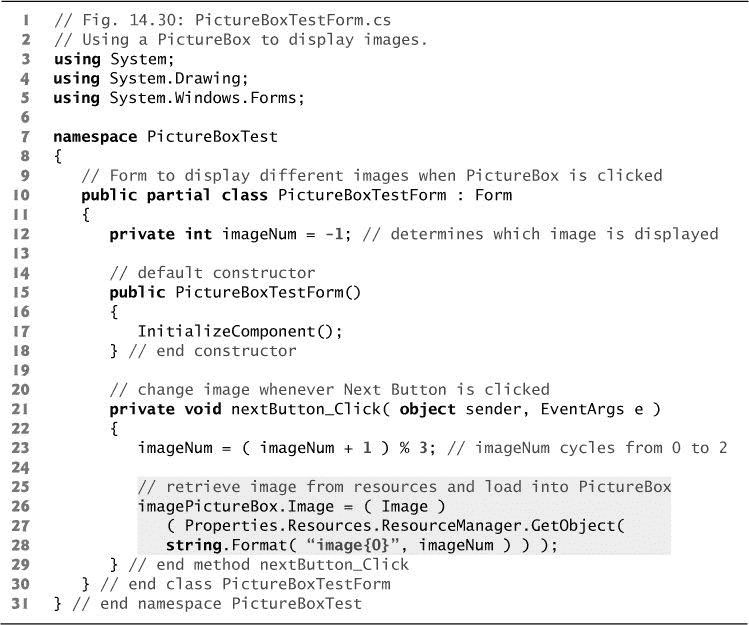 1 // Fig. 14.30: PictureBoxTestForm.cs
2 // Using a PictureBox to display images.
3 using System;
4 using System.Drawing;
5 using System.Windows.Forms;
6
7 namespace PictureBoxTest
8 {
9    // Form to display different images when PictureBox is clicked
10    public partial class PictureBoxTestForm : Form
11    {
12       private int imageNum = -1; // determines which image is displayed
13
14       // default constructor
15       public PictureBoxTestForm()
16       {
17          InitializeComponent();
18       } // end constructor
19
20       // change image whenever Next Button is clicked
21       private void nextButton_Click( object sender, EventArgs e )
22       {
23          imageNum = ( imageNum + 1 ) % 3; // imageNum cycles from 0 to 2
24
25          // retrieve image from resources and load into PictureBox
26          imagePictureBox.Image = ( Image )
27             ( Properties.Resources.ResourceManager.GetObject(
28             string.Format( “image{0}”, imageNum ) ) );
29       } // end method nextButton_Click
30    } // end class PictureBoxTestForm
31 } // end namespace PictureBoxTest